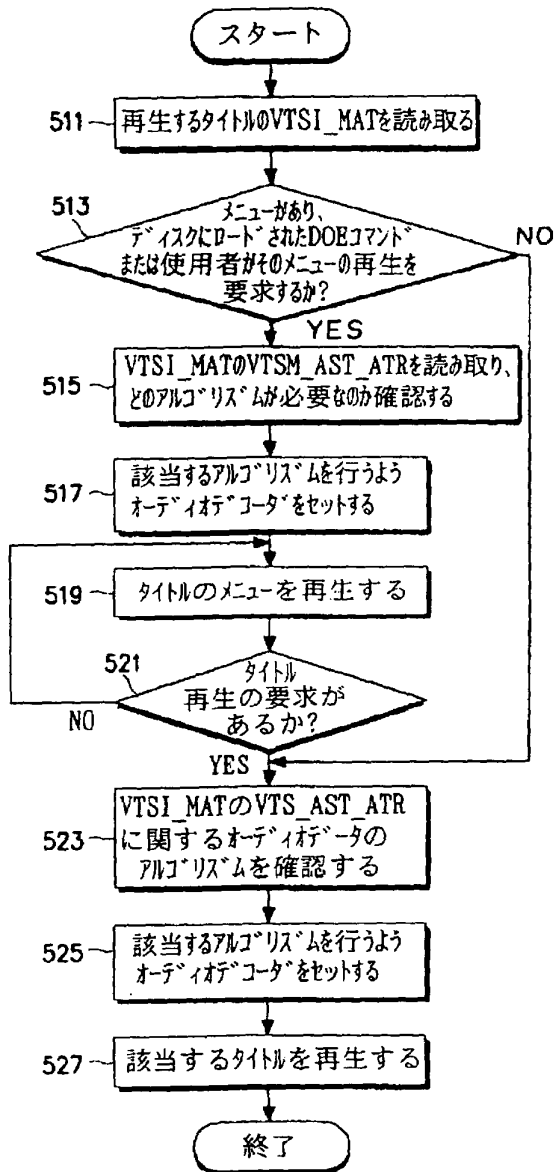 スタート
511
再生するタイトルのVTSI_MATを読み取る
513
メニューがあり、
ディスクにロードされたDOEコマンド
または使用者がそのメニューの再生を
要求するか?
NO
YES
515
VTSI_MATのVTSM_AST_ATRを読み取り、
どのアルゴリズムが必要なのか確認する
517
該当するアルゴリズムを行うよう
オーディオデコーダをセットする
519
タイトルのメニューを再生する
521
タイトル
再生の要求が
あるか?
NO
YES
523
VTSI_MATのVTS_AST_ATR
に関するオーディオデータの
アルゴリズムを確認する
525
該当するアルゴリズムを行うよう
オーディオデコーダをセットする
527
該当するタイトルを再生する
終了